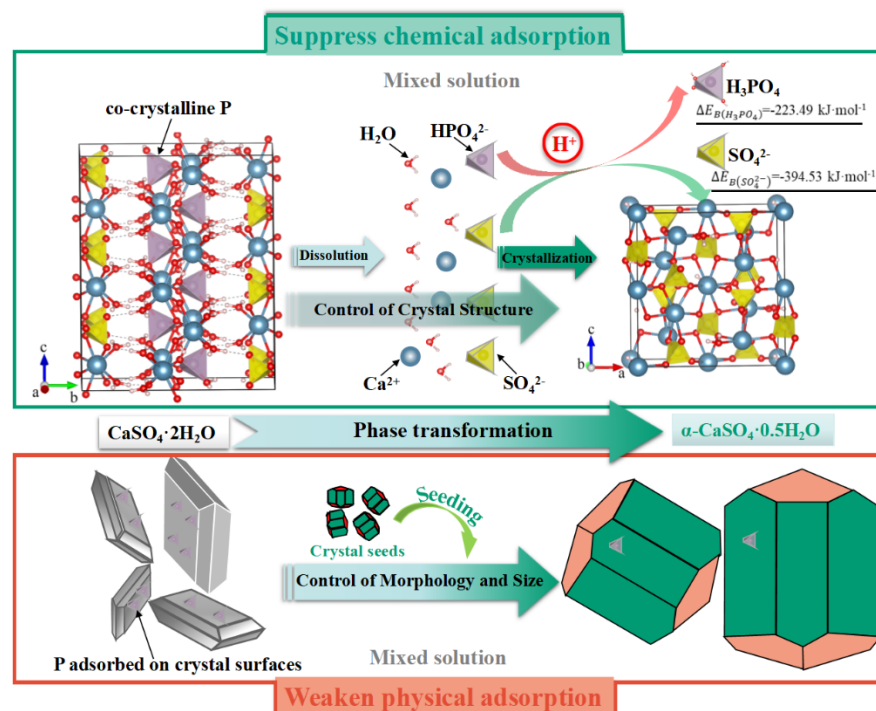 Suppress chemical adsorption
Mixed solution
co-crystalline P
H₂O
HPO₄²⁻
H⁺
H₃PO₄
ΔE_B(H₃PO₄)=-223.49 kJ·mol⁻¹
SO₄²⁻
ΔE_B(SO₄²⁻)=-394.53 kJ·mol⁻¹
Dissolution
Crystallization
Control of Crystal Structure
Ca²⁺
SO₄²⁻
c
a
b
c
b
a
CaSO₄·2H₂O
Phase transformation
α-CaSO₄·0.5H₂O
Seeding
Crystal seeds
Control of Morphology and Size
P adsorbed on crystal surfaces
Mixed solution
Weaken physical adsorption